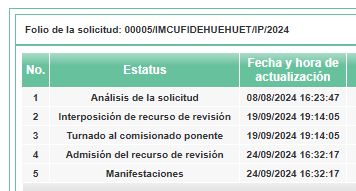 Folio de la solicitud: 00005/IMCUFIDEHUEHUET/IP/2024
No. Estatus Fecha y hora de actualización
1 Análisis de la solicitud 08/08/2024 16:23:47
2 Interposición de recurso de revisión 19/09/2024 19:14:05
3 Turnado al comisionado ponente 19/09/2024 19:14:05
4 Admisión del recurso de revisión 24/09/2024 16:32:17
5 Manifestaciones 24/09/2024 16:32:17